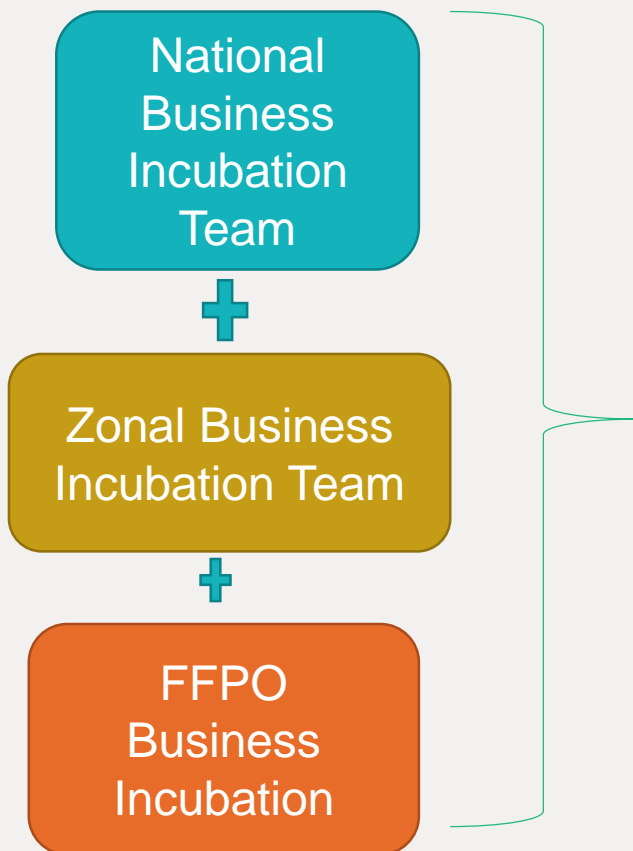 National
Business
Incubation
Team
Zonal Business
Incubation Team
FFPO
Business
Incubation